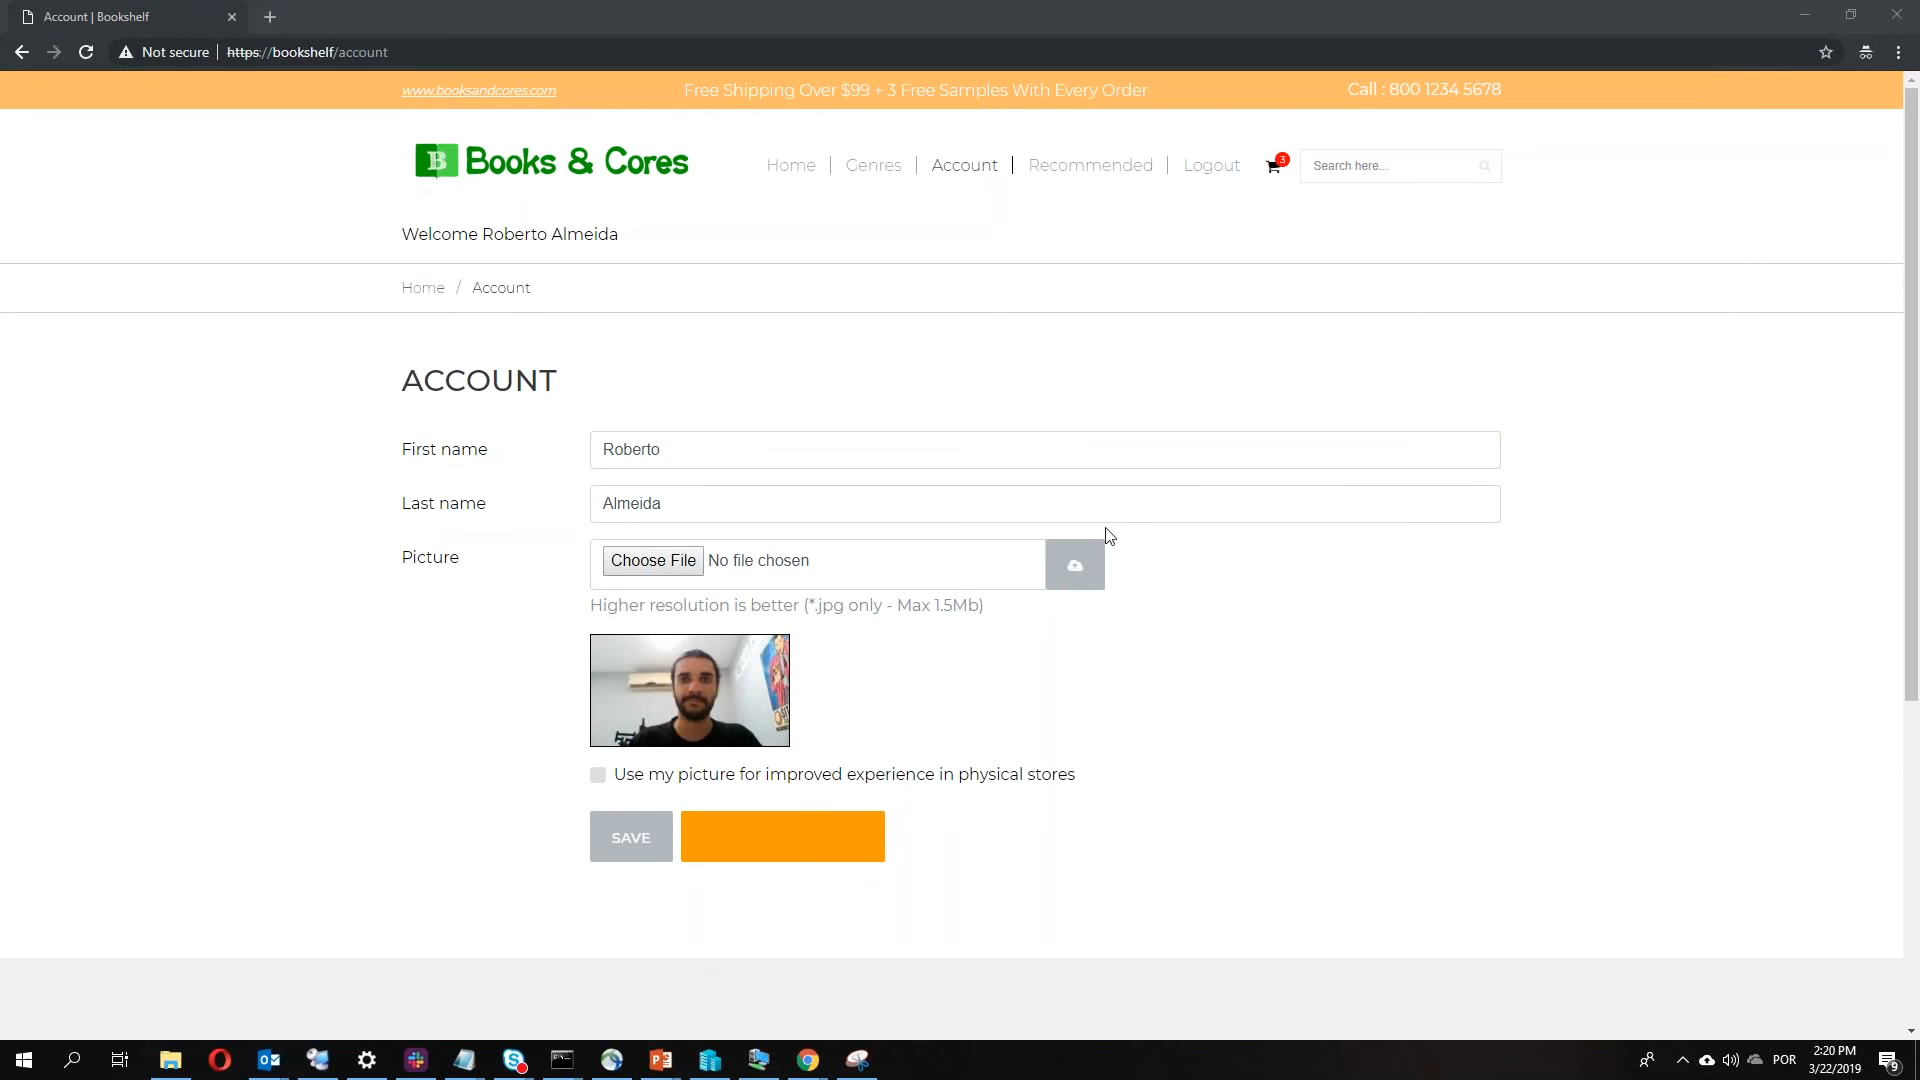 Account | Bookshelf
Not secure
https://bookshelf/account
www.booksandcores.com
Free Shipping Over $99 + 3 Free Samples With Every Order
Call : 800 1234 5678
B Books & Cores
Home
Genres
Account
Recommended
Logout
3
Search here...
Welcome Roberto Almeida
Home / Account
ACCOUNT
First name
Roberto
Last name
Almeida
Picture
Choose File No file chosen
Higher resolution is better (*.jpg only - Max 1.5Mb)
Use my picture for improved experience in physical stores
SAVE
POR
2:20 PM
3/22/2019
9